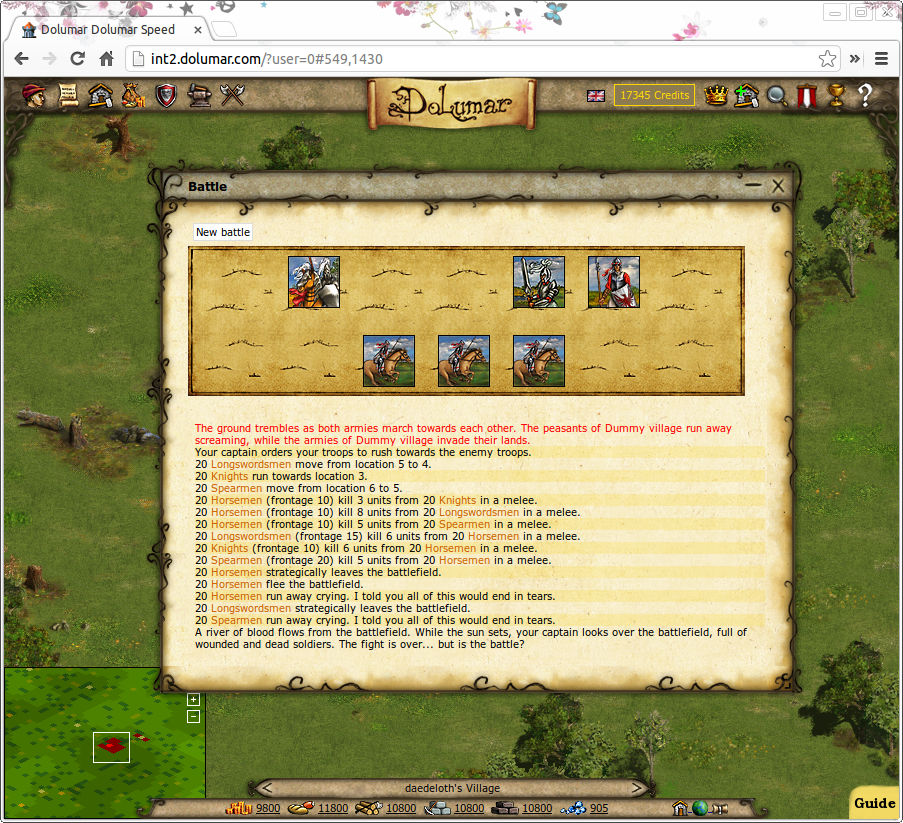 Dolumar Dolumar Speed
int2.dolumar.com/?user=0#549,1430
DOLUMAR
17345 Credits
?
Battle
New battle
The ground trembles as both armies march towards each other. The peasants of Dummy village run away
screaming, while the armies of Dummy village invade their lands.
Your captain orders your troops to rush towards the enemy troops.
20 Longswordsmen move from location 5 to 4.
20 Knights run towards location 3.
20 Spearmen move from location 6 to 5.
20 Horsemen (frontage 10) kill 3 units from 20 Knights in a melee.
20 Horsemen (frontage 10) kill 8 units from 20 Longswordsmen in a melee.
20 Horsemen (frontage 10) kill 5 units from 20 Spearmen in a melee.
20 Longswordsmen (frontage 15) kill 6 units from 20 Horsemen in a melee.
20 Knights (frontage 10) kill 6 units from 20 Horsemen in a melee.
20 Spearmen (frontage 20) kill 5 units from 20 Horsemen in a melee.
20 Horsemen strategically leaves the battlefield.
20 Horsemen flee the battlefield.
20 Horsemen run away crying. I told you all of this would end in tears.
20 Longswordsmen strategically leaves the battlefield.
20 Spearmen run away crying. I told you all of this would end in tears.
A river of blood flows from the battlefield. While the sun sets, your captain looks over the battlefield, full of
wounded and dead soldiers. The fight is over... but is the battle?
daedeloth's Village
9800 11800 10800 10800 10800 905
Guide